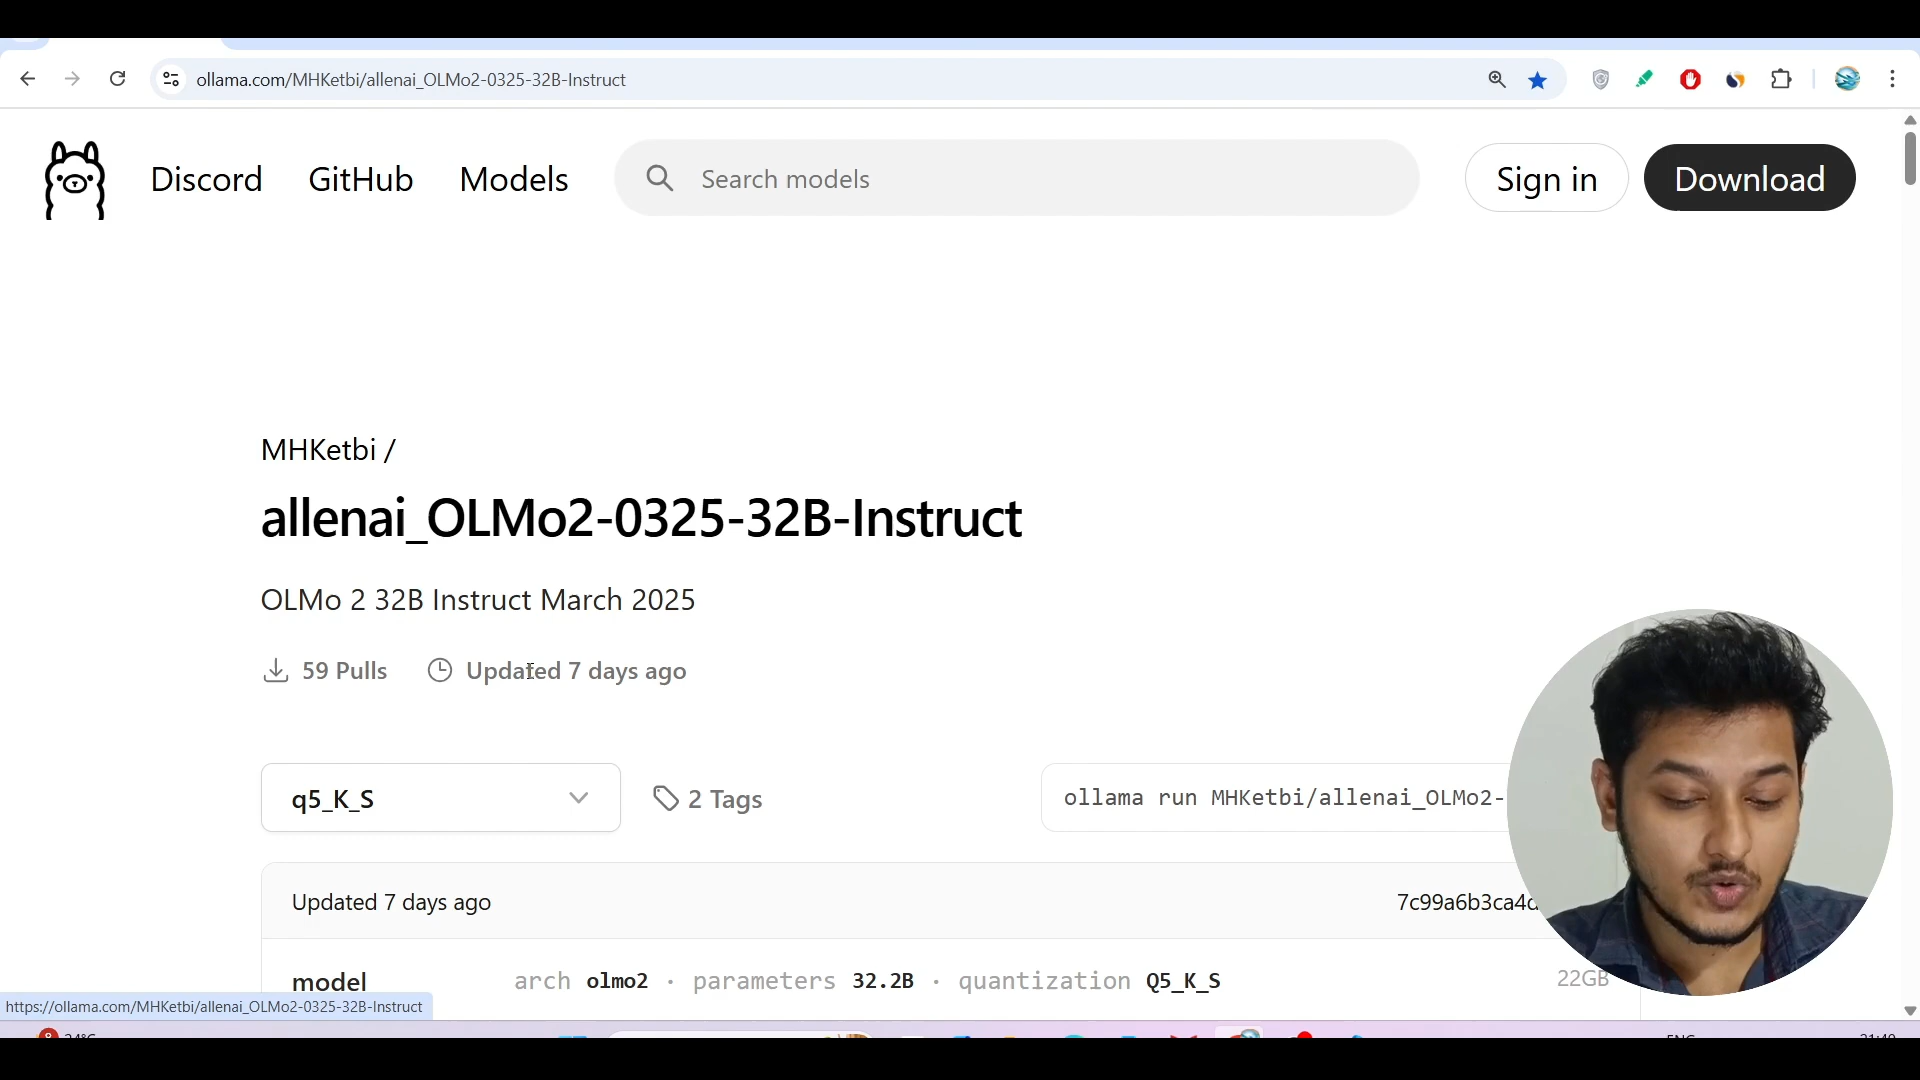 ollama.com/MHKetbi/allenai_OLMo2-0325-32B-Instruct
Discord GitHub Models Search models Sign in Download
MHKetbi /
allenai_OLMo2-0325-32B-Instruct
OLMo 2 32B Instruct March 2025
59 Pulls Updated 7 days ago
q5_K_S 2 Tags ollama run MHKetbi/allenai_OLMo2-
Updated 7 days ago 7c99a6b3ca4d
model arch olmo2 · parameters 32.2B · quantization Q5_K_S 22GB
https://ollama.com/MHKetbi/allenai_OLMo2-0325-32B-Instruct